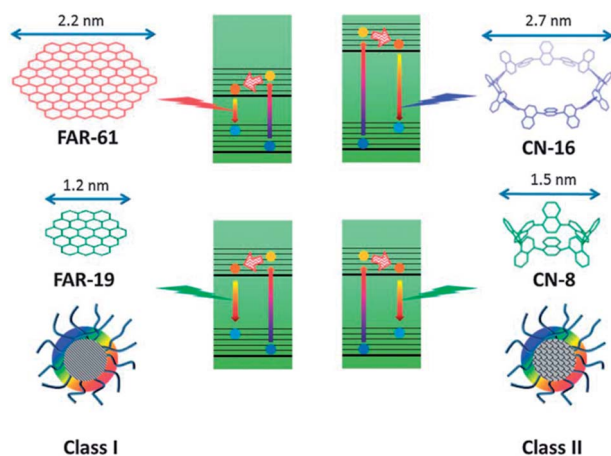 2.2 nm
FAR-61
2.7 nm
CN-16
1.2 nm
FAR-19
1.5 nm
CN-8
Class I
Class II